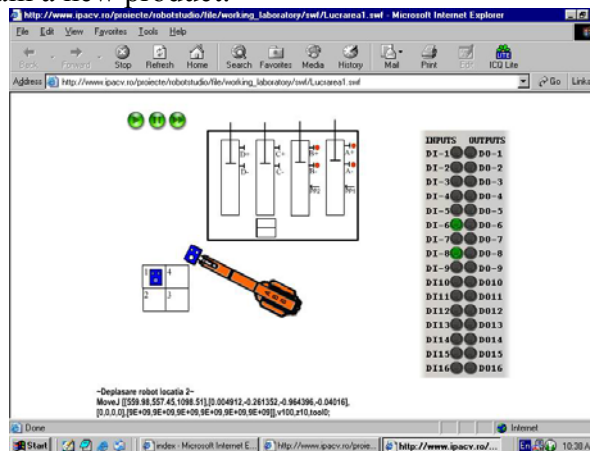 am a new product.
http://www.ipacv.ro/proiecte/robotstudio/file/working_laboratory/swf/Lucrarea1.swf - Microsoft Internet Explorer
File Edit View Favorites Tools Help
Back Forward Stop Refresh Home Search Favorites Media History Mail Print Edit ICQ Lite
Address http://www.ipacv.ro/proiecte/robotstudio/file/working_laboratory/swf/Lucrarea1.swf Go Links
D+ C+ B+ A+
D- C- B- A-
INPUTS OUTPUTS
DI-1 DO-1
DI-2 DO-2
DI-3 DO-3
DI-4 DO-4
DI-5 DO-5
DI-6 DO-6
DI-7 DO-7
DI-8 DO-8
DI-9 DO-9
DI10 DO10
DI11 DO11
DI12 DO12
DI13 DO13
DI14 DO14
DI15 DO15
DI16 DO16
1 4
2 3
ABB
~Deplasare robot locatia 2~
MoveJ [[559.98,557.45,1098.51],[0.004912,-0.261352,-0.964396,-0.04016],
[0,0,0,0],[9E+09,9E+09,9E+09,9E+09,9E+09,9E+09]],v100,z10,tool0;
Done Internet
Start index - Microsoft Internet E... http://www.ipacv.ro/proie... http://www.ipacv.ro/... En 10:38 A